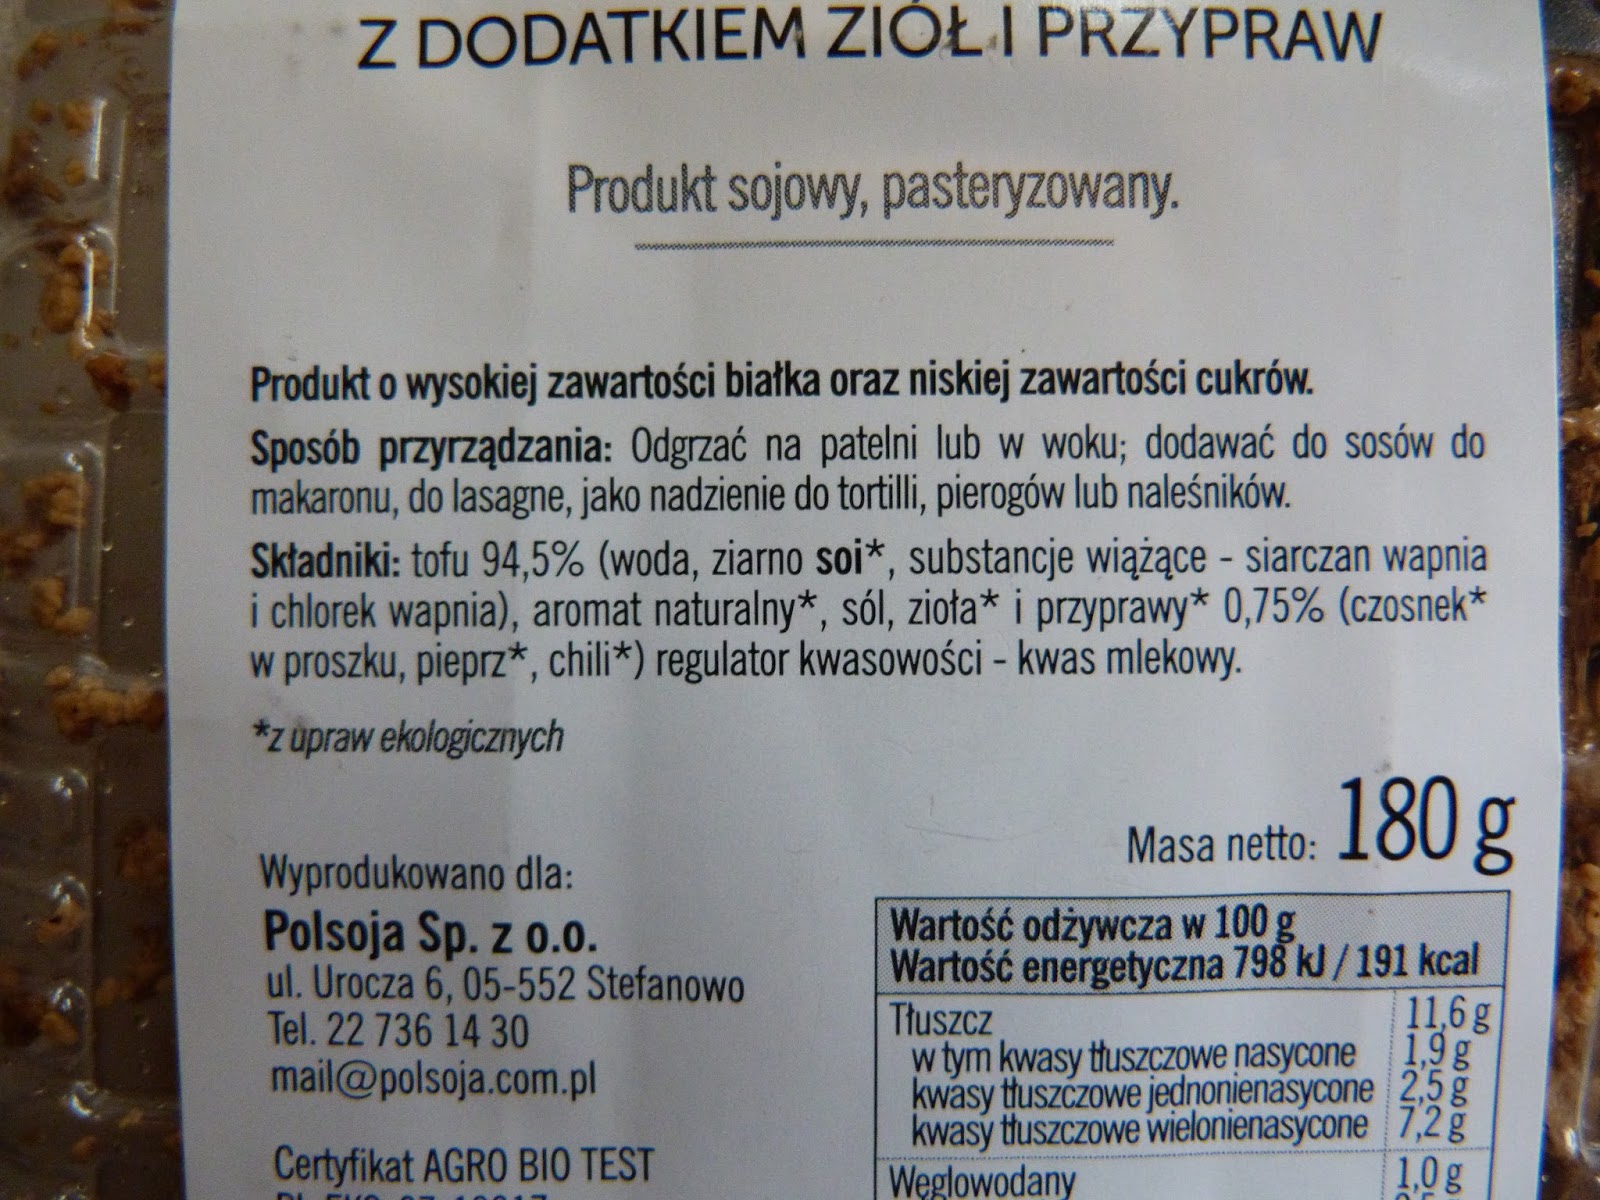 Z DODATKIEM ZIÓŁ I PRZYPRAW
Produkt sojowy, pasteryzowany.
Produkt o wysokiej zawartości białka oraz niskiej zawartości cukrów.
Sposób przyrządzania: Odgrzać na patelni lub w woku; dodawać do sosów do
makaronu, do lasagne, jako nadzienie do tortilli, pierogów lub naleśników.
Składniki: tofu 94,5% (woda, ziarno soi*, substancje wiążące - siarczan wapnia
i chlorek wapnia), aromat naturalny*, sól, zioła* i przyprawy* 0,75% (czosnek*
w proszku, pieprz*, chili*) regulator kwasowości - kwas mlekowy.
*z upraw ekologicznych
Masa netto: 180 g
Wyprodukowano dla:
Polsoja Sp. z o.o.
ul. Urocza 6, 05-552 Stefanowo
Tel. 22 736 14 30
mail@polsoja.com.pl
Certyfikat AGRO BIO TEST
Wartość odżywcza w 100 g
Wartość energetyczna 798 kJ / 191 kcal
Tłuszcz 11,6 g
w tym kwasy tłuszczowe nasycone 1,9 g
kwasy tłuszczowe jednonienasycone 2,5 g
kwasy tłuszczowe wielonienasycone 7,2 g
Węglowodany 1,0 g